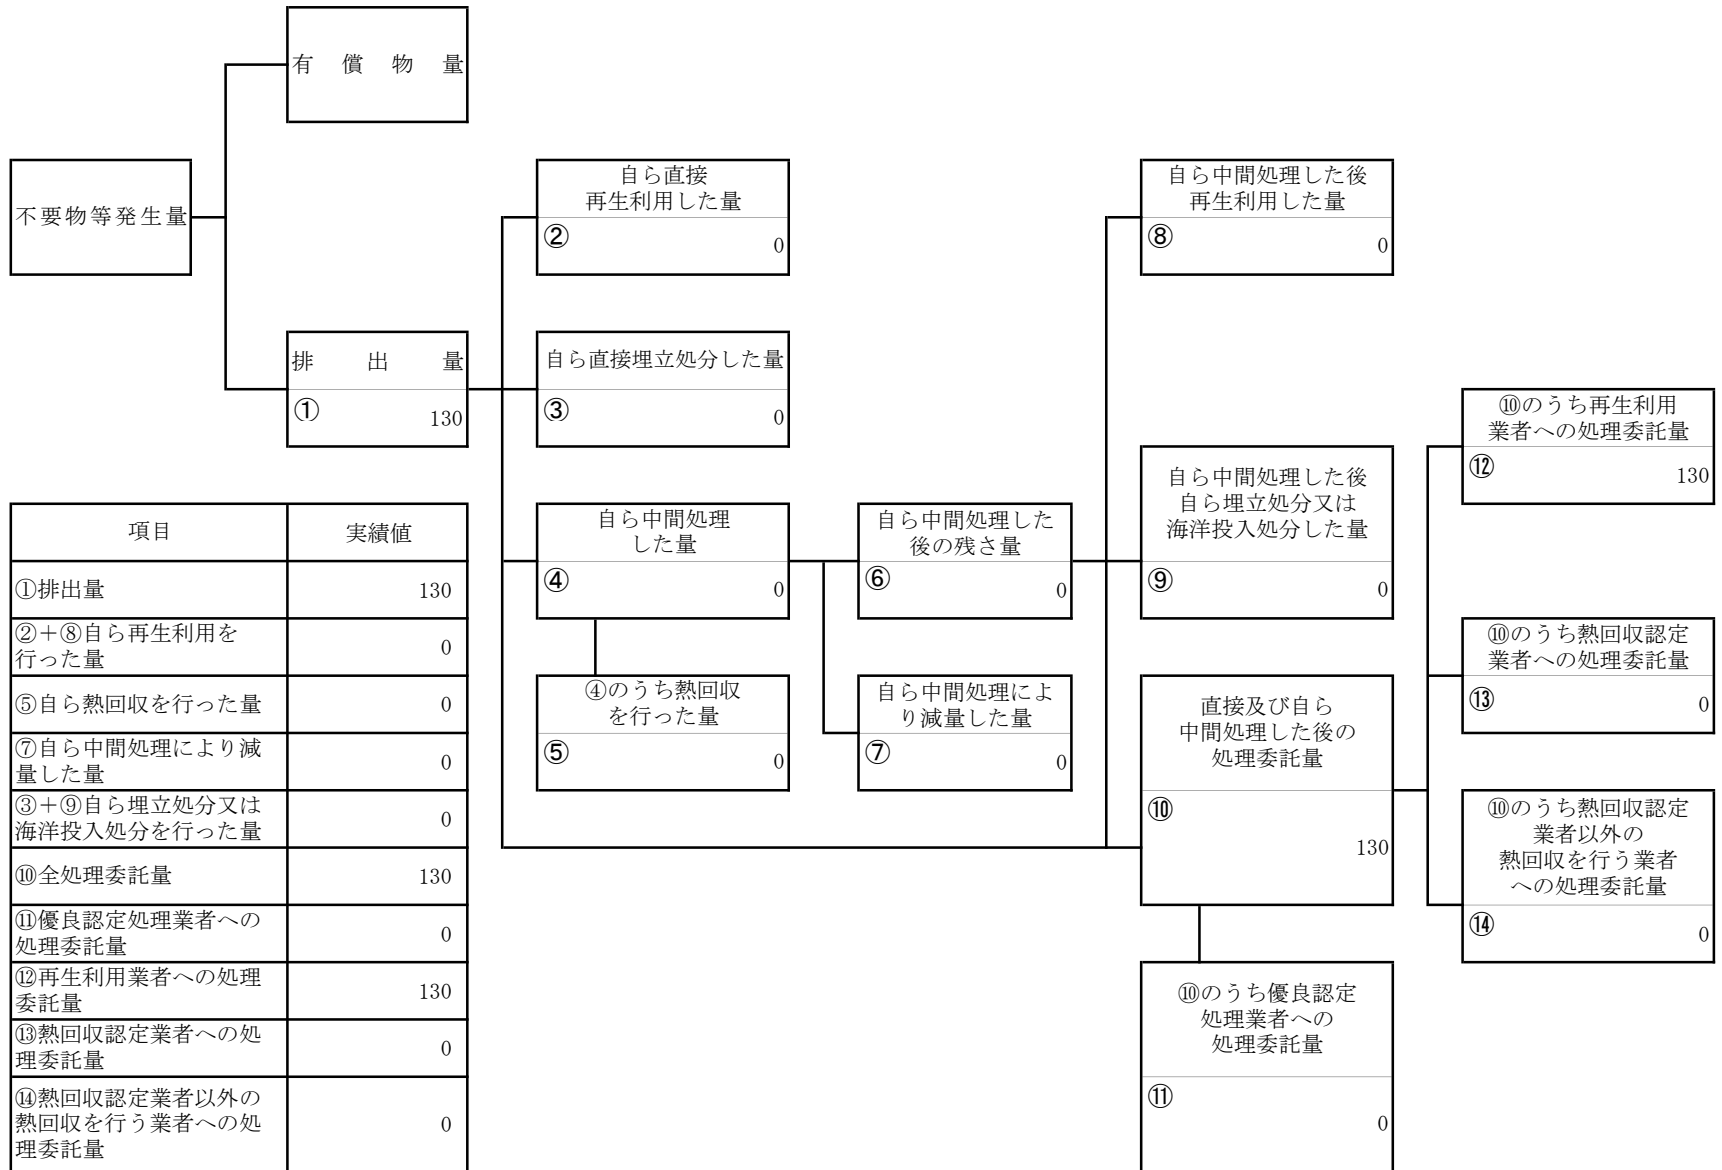 有償物量
不要物等発生量
自ら直接
再生利用した量
②
0
自ら中間処理した後
再生利用した量
⑧
0
排出量
①
130
自ら直接埋立処分した量
③
0
⑩のうち再生利用
業者への処理委託量
⑫
130
自ら中間処理
した量
④
0
自ら中間処理した
後の残さ量
⑥
0
自ら中間処理した後
自ら埋立処分又は
海洋投入処分した量
⑨
0
⑩のうち熱回収認定
業者への処理委託量
⑬
0
④のうち熱回収
を行った量
⑤
0
自ら中間処理によ
り減量した量
⑦
0
直接及び自ら
中間処理した後の
処理委託量
⑩
130
⑩のうち熱回収認定
業者以外の
熱回収を行う業者
への処理委託量
⑭
0
⑩のうち優良認定
処理業者への
処理委託量
⑪
0
項目
実績値
①排出量
130
②＋⑧自ら再生利用を
行った量
0
⑤自ら熱回収を行った量
0
⑦自ら中間処理により減
量した量
0
③＋⑨自ら埋立処分又は
海洋投入処分を行った量
0
⑩全処理委託量
130
⑪優良認定処理業者への
処理委託量
0
⑫再生利用業者への処理
委託量
130
⑬熱回収認定業者への処
理委託量
0
⑭熱回収認定業者以外の
熱回収を行う業者への処
理委託量
0